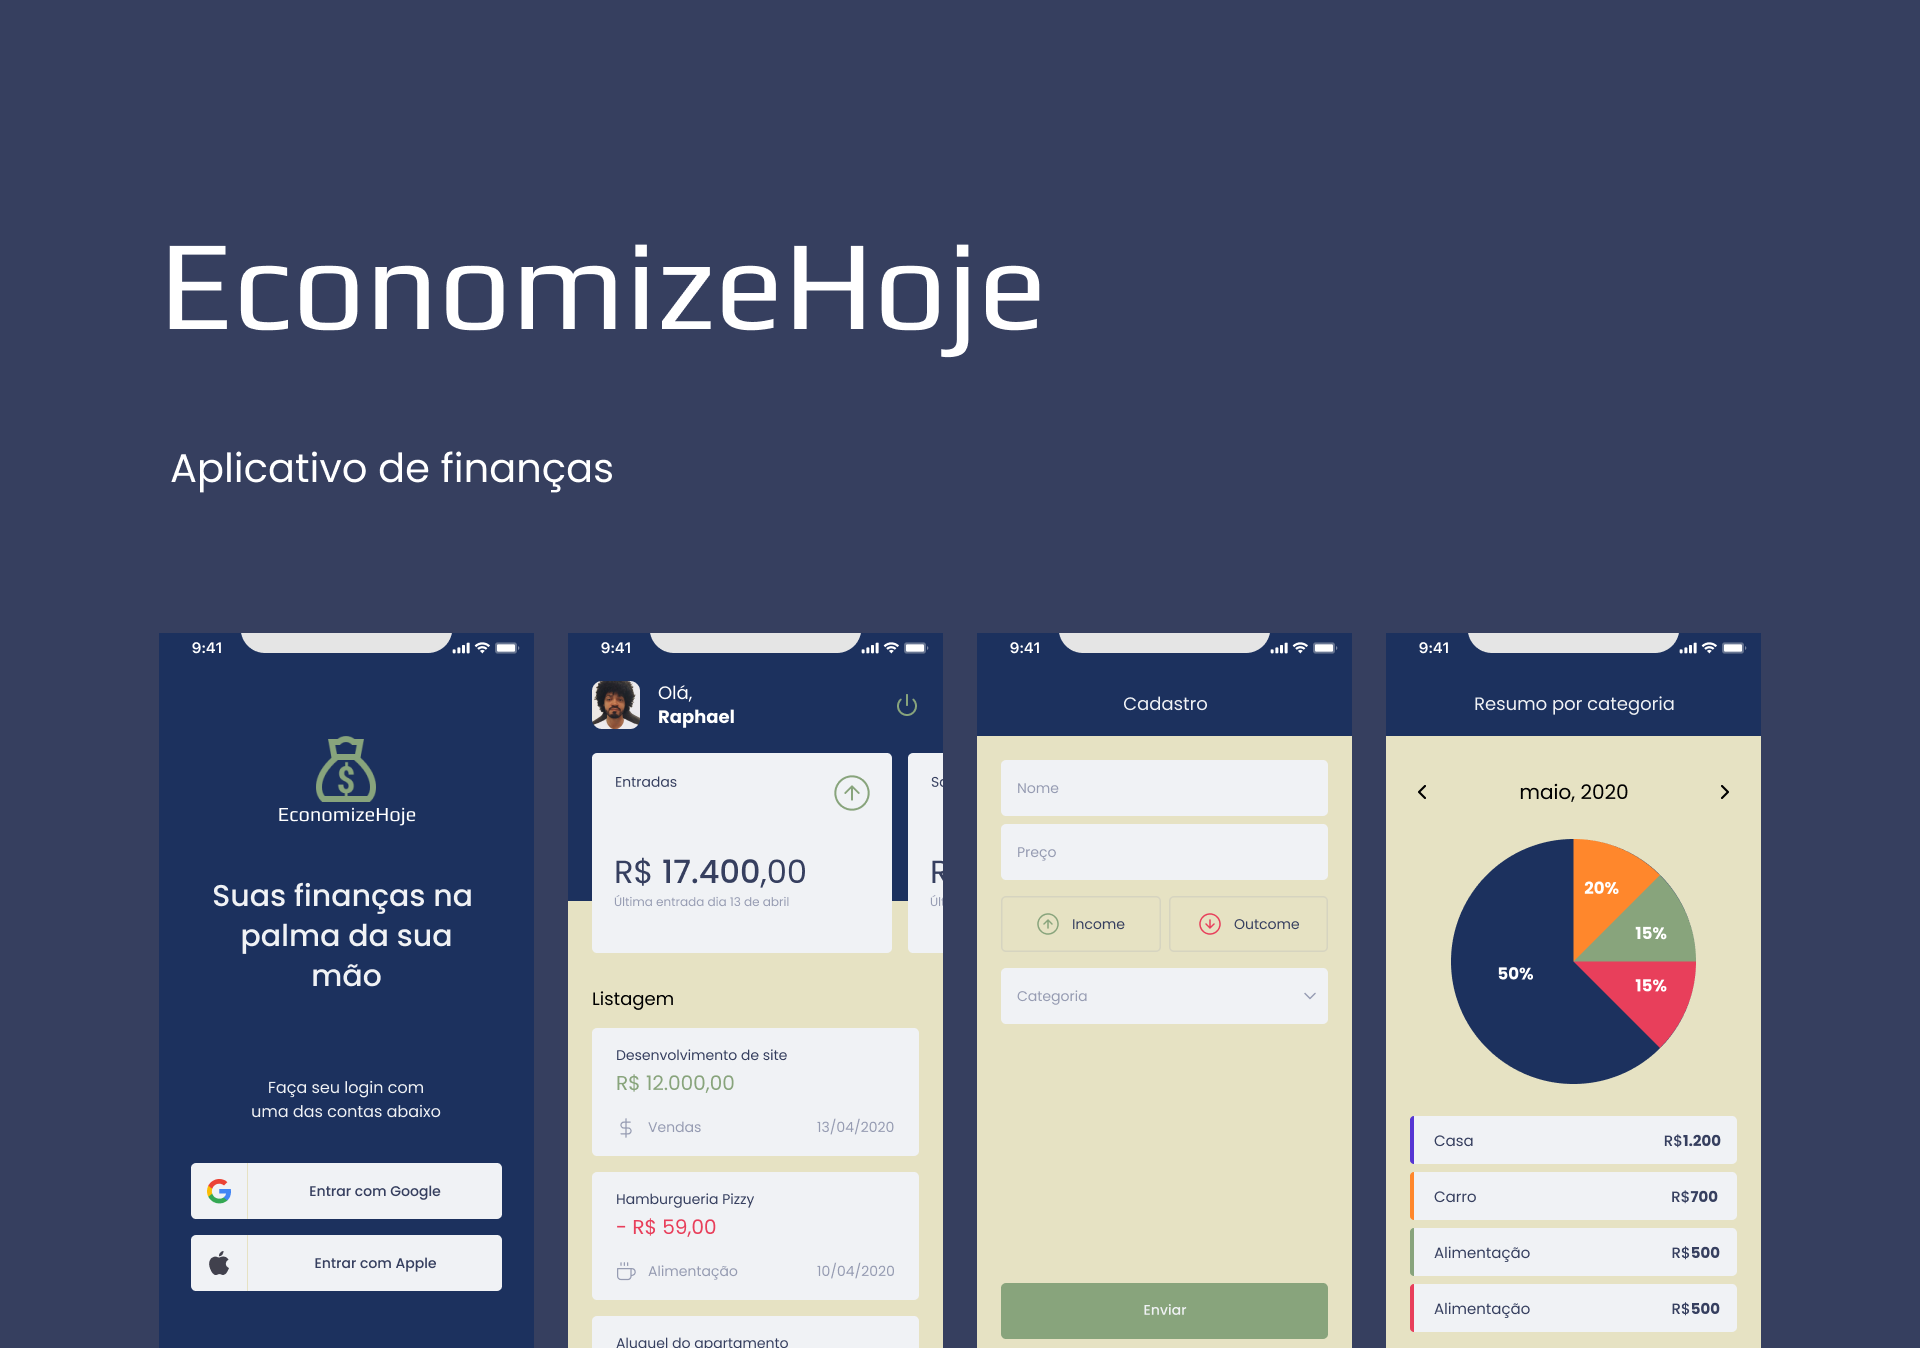 EconomizeHoje
Aplicativo de finanças
9:41
EconomizeHoje
Suas finanças na
palma da sua
mão
Faça seu login com
uma das contas abaixo
Entrar com Google
Entrar com Apple
9:41
Olá,
Raphael
Entradas
R$ 17.400,00
Última entrada dia 13 de abril
Listagem
Desenvolvimento de site
R$ 12.000,00
Vendas 13/04/2020
Hamburgueria Pizzy
- R$ 59,00
Alimentação 10/04/2020
Aluguel do apartamento
9:41
Cadastro
Nome
Preço
Income Outcome
Categoria
Enviar
9:41
Resumo por categoria
maio, 2020
20%
15%
50%
15%
Casa R$1.200
Carro R$700
Alimentação R$500
Alimentação R$500